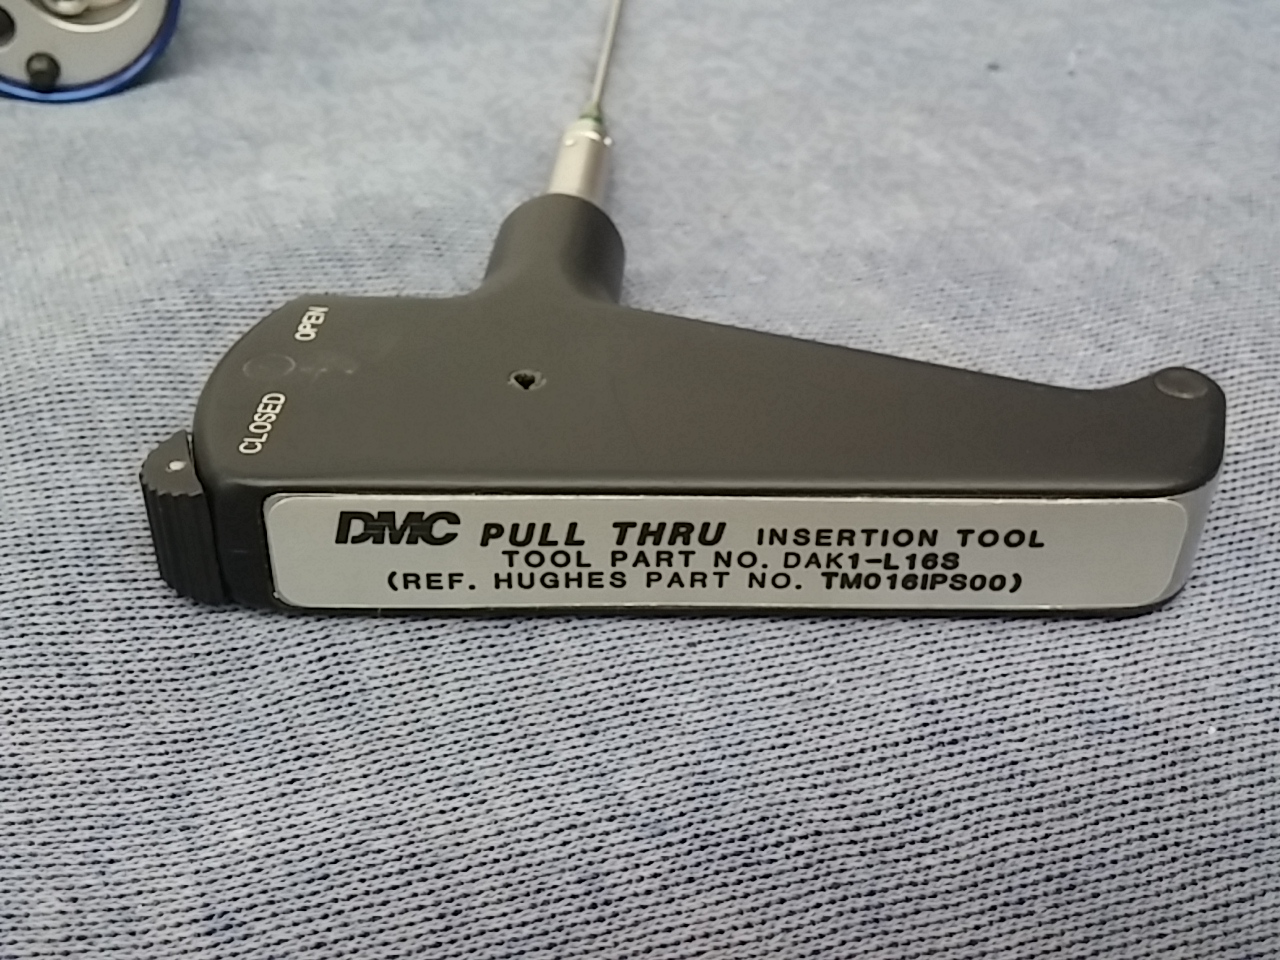 OPEN
CLOSED
DMC PULL THRU INSERTION TOOL
TOOL PART NO. DAK1-L16S
(REF. HUGHES PART NO. TM016IPS00)